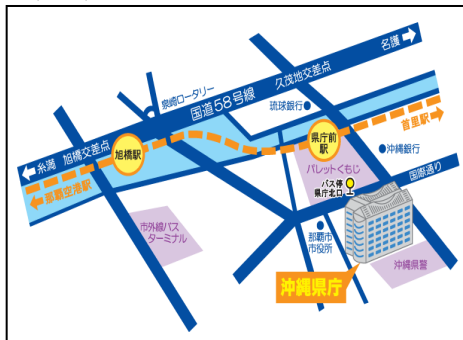 名護
久茂地交差点
国道58号線
泉崎ロータリー
琉球銀行
首里駅
県庁前
駅
沖縄銀行
旭橋交差点
糸満
旭橋駅
那覇空港駅
パレットくもじ
国際通り
バス停
県庁北口
市外線バス
ターミナル
那覇市
市役所
沖縄県庁
沖縄県警